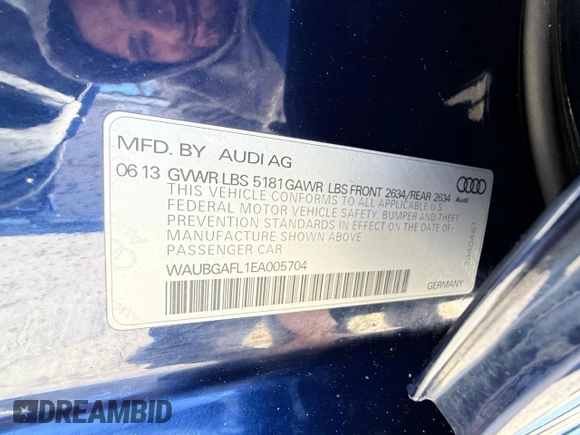 MFD. BY AUDI AG
06 13 GVWR LBS 5181 GAWR LBS FRONT 2634/REAR 2634
THIS VEHICLE CONFORMS TO ALL APPLICABLE U.S
FEDERAL MOTOR VEHICLE SAFETY, BUMPER AND THEFT
PREVENTION STANDARDS IN EFFECT ON THE DATE OF-
MANUFACTURE SHOWN ABOVE
PASSENGER CAR
WAUBGAFL1EA005704
Audi
GERMANY
DREAMBID